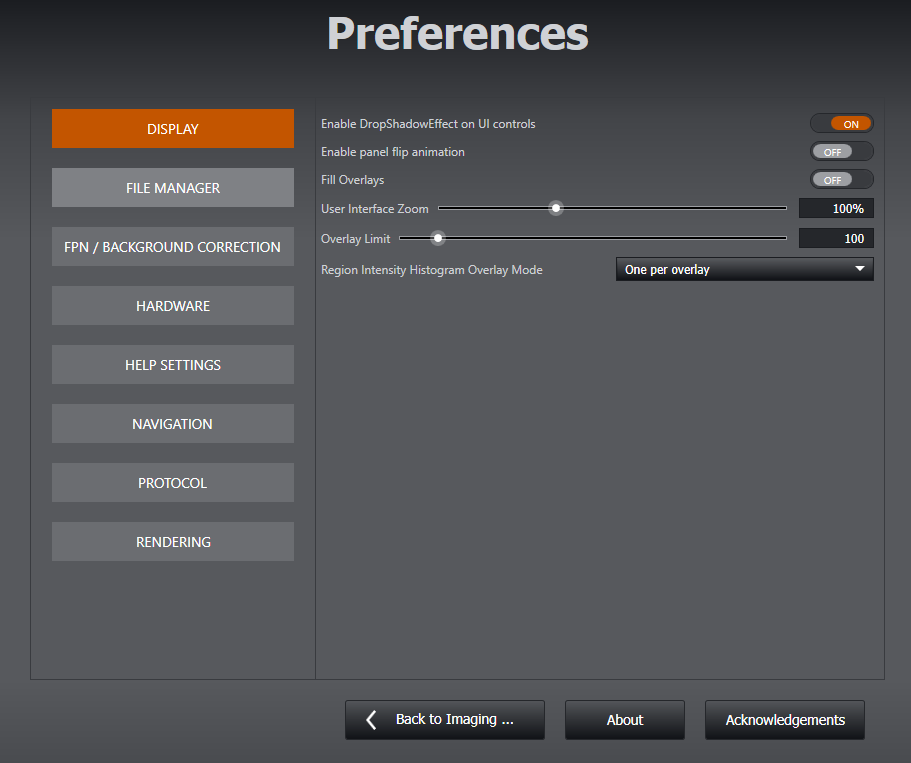 Preferences
DISPLAY
FILE MANAGER
FPN / BACKGROUND CORRECTION
HARDWARE
HELP SETTINGS
NAVIGATION
PROTOCOL
RENDERING
Enable DropShadowEffect on UI controls ON
Enable panel flip animation OFF
Fill Overlays OFF
User Interface Zoom 100%
Overlay Limit 100
Region Intensity Histogram Overlay Mode One per overlay
Back to Imaging ... About Acknowledgements